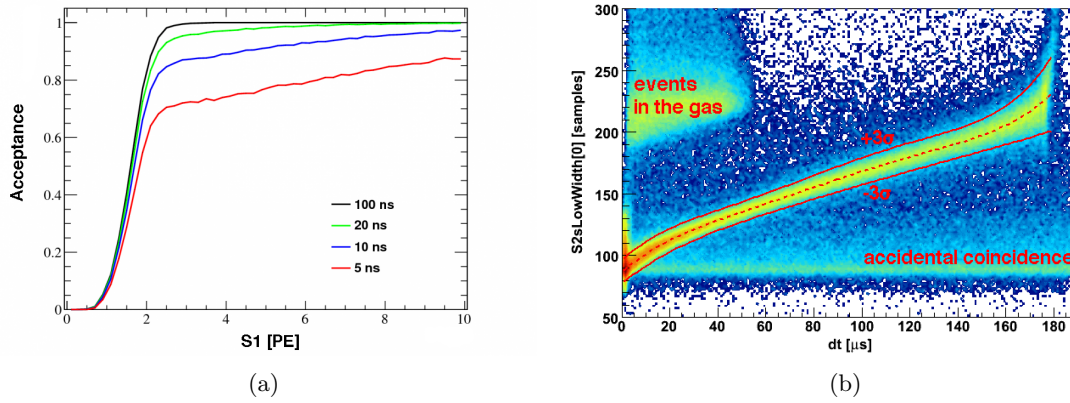 Acceptance
1
0.8
0.6
0.4
0.2
0
0
2
4
6
8
10
S1 [PE]
100 ns
20 ns
10 ns
5 ns
(a)
S2sLowWidth[0] [samples]
300
250
200
150
100
50
0
20
40
60
80
100
120
140
160
180
dt [μs]
events
in the gas
+3σ
-3σ
accidental coincidence
(b)